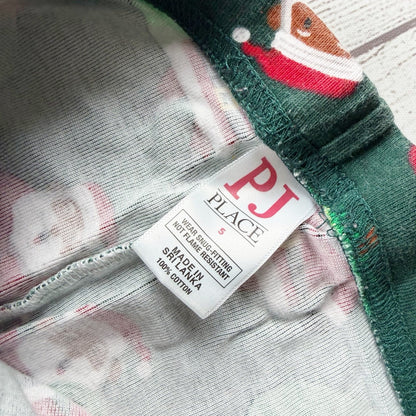 PJ
PLACE
5
WEAR SNUG-FITTING
NOT FLAME RESISTANT
MADE IN
SRI LANKA
100% COTTON